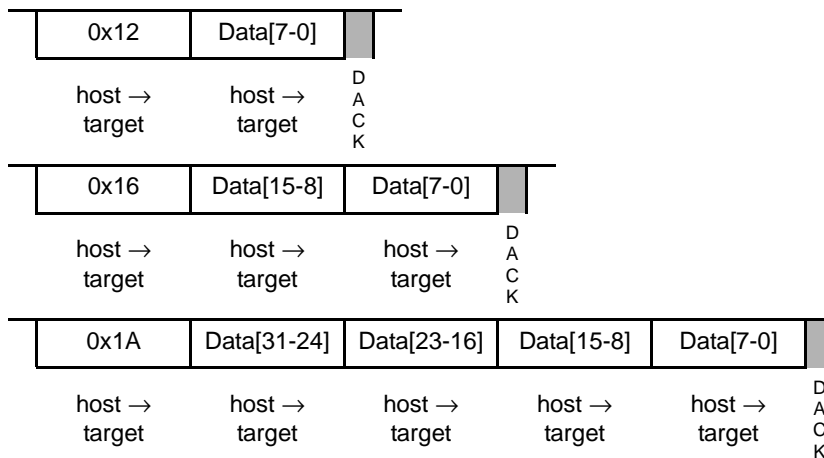 0x12 Data[7-0]
host → host →
target target
D
A
C
K
0x16 Data[15-8] Data[7-0]
host → host → host →
target target target
D
A
C
K
0x1A Data[31-24] Data[23-16] Data[15-8] Data[7-0]
host → host → host → host → host →
target target target target target
D
A
C
K